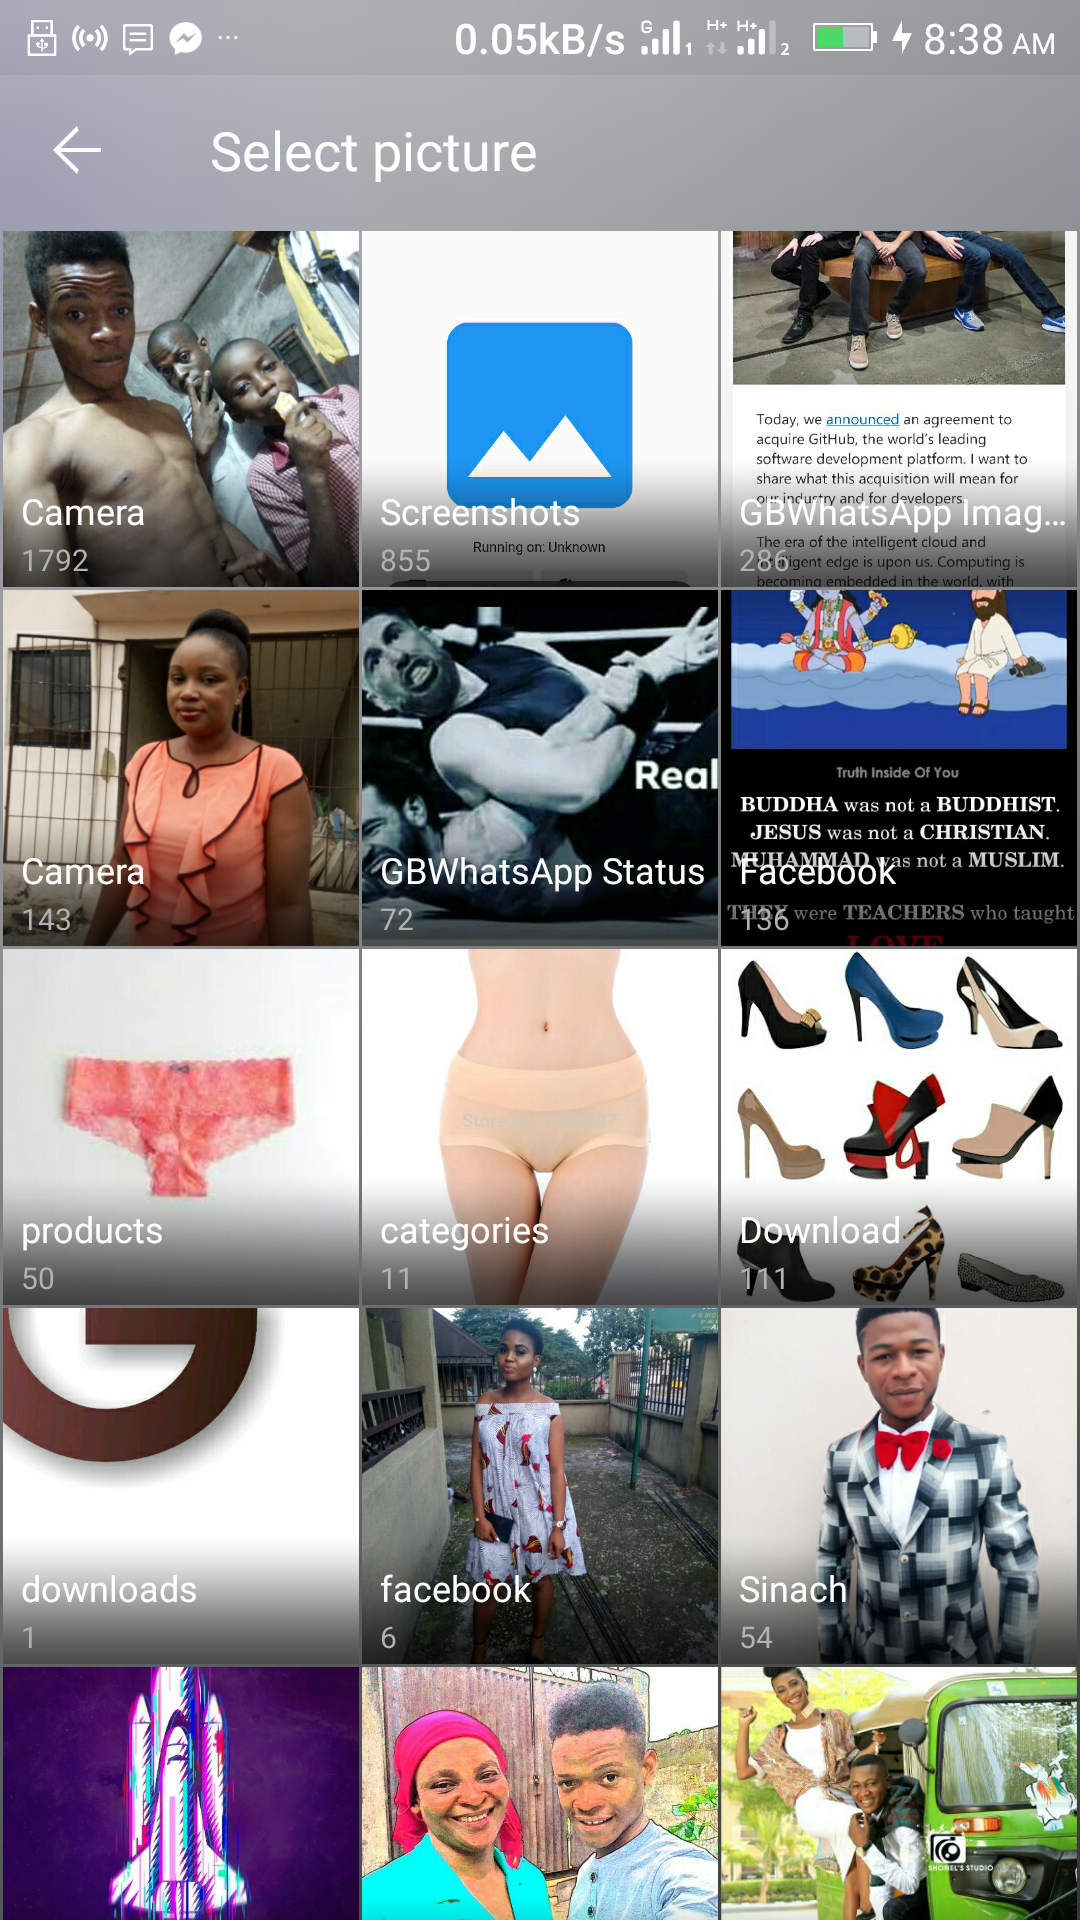 0.05kB/s G 1 H+ H+ 2 8:38 AM
Select picture
Today, we announced an agreement to
acquire GitHub, the world's leading
software development platform. I want to
share what this acquisition will mean for
our industry and for developers.
The era of the intelligent cloud and
intelligent edge is upon us. Computing is
becoming embedded in the world, with
Camera
1792
Running on: Unknown
Screenshots
855
GBWhatsApp Imag...
286
Camera
143
Real
GBWhatsApp Status
72
Truth Inside Of You
BUDDHA was not a BUDDHIST.
JESUS was not a CHRISTIAN.
MUHAMMAD was not a MUSLIM.
THEY were TEACHERS who taught
LOVE
Facebook
136
products
50
categories
11
Download
111
G
downloads
1
facebook
6
Sinach
54
SHONEL'S STUDIO